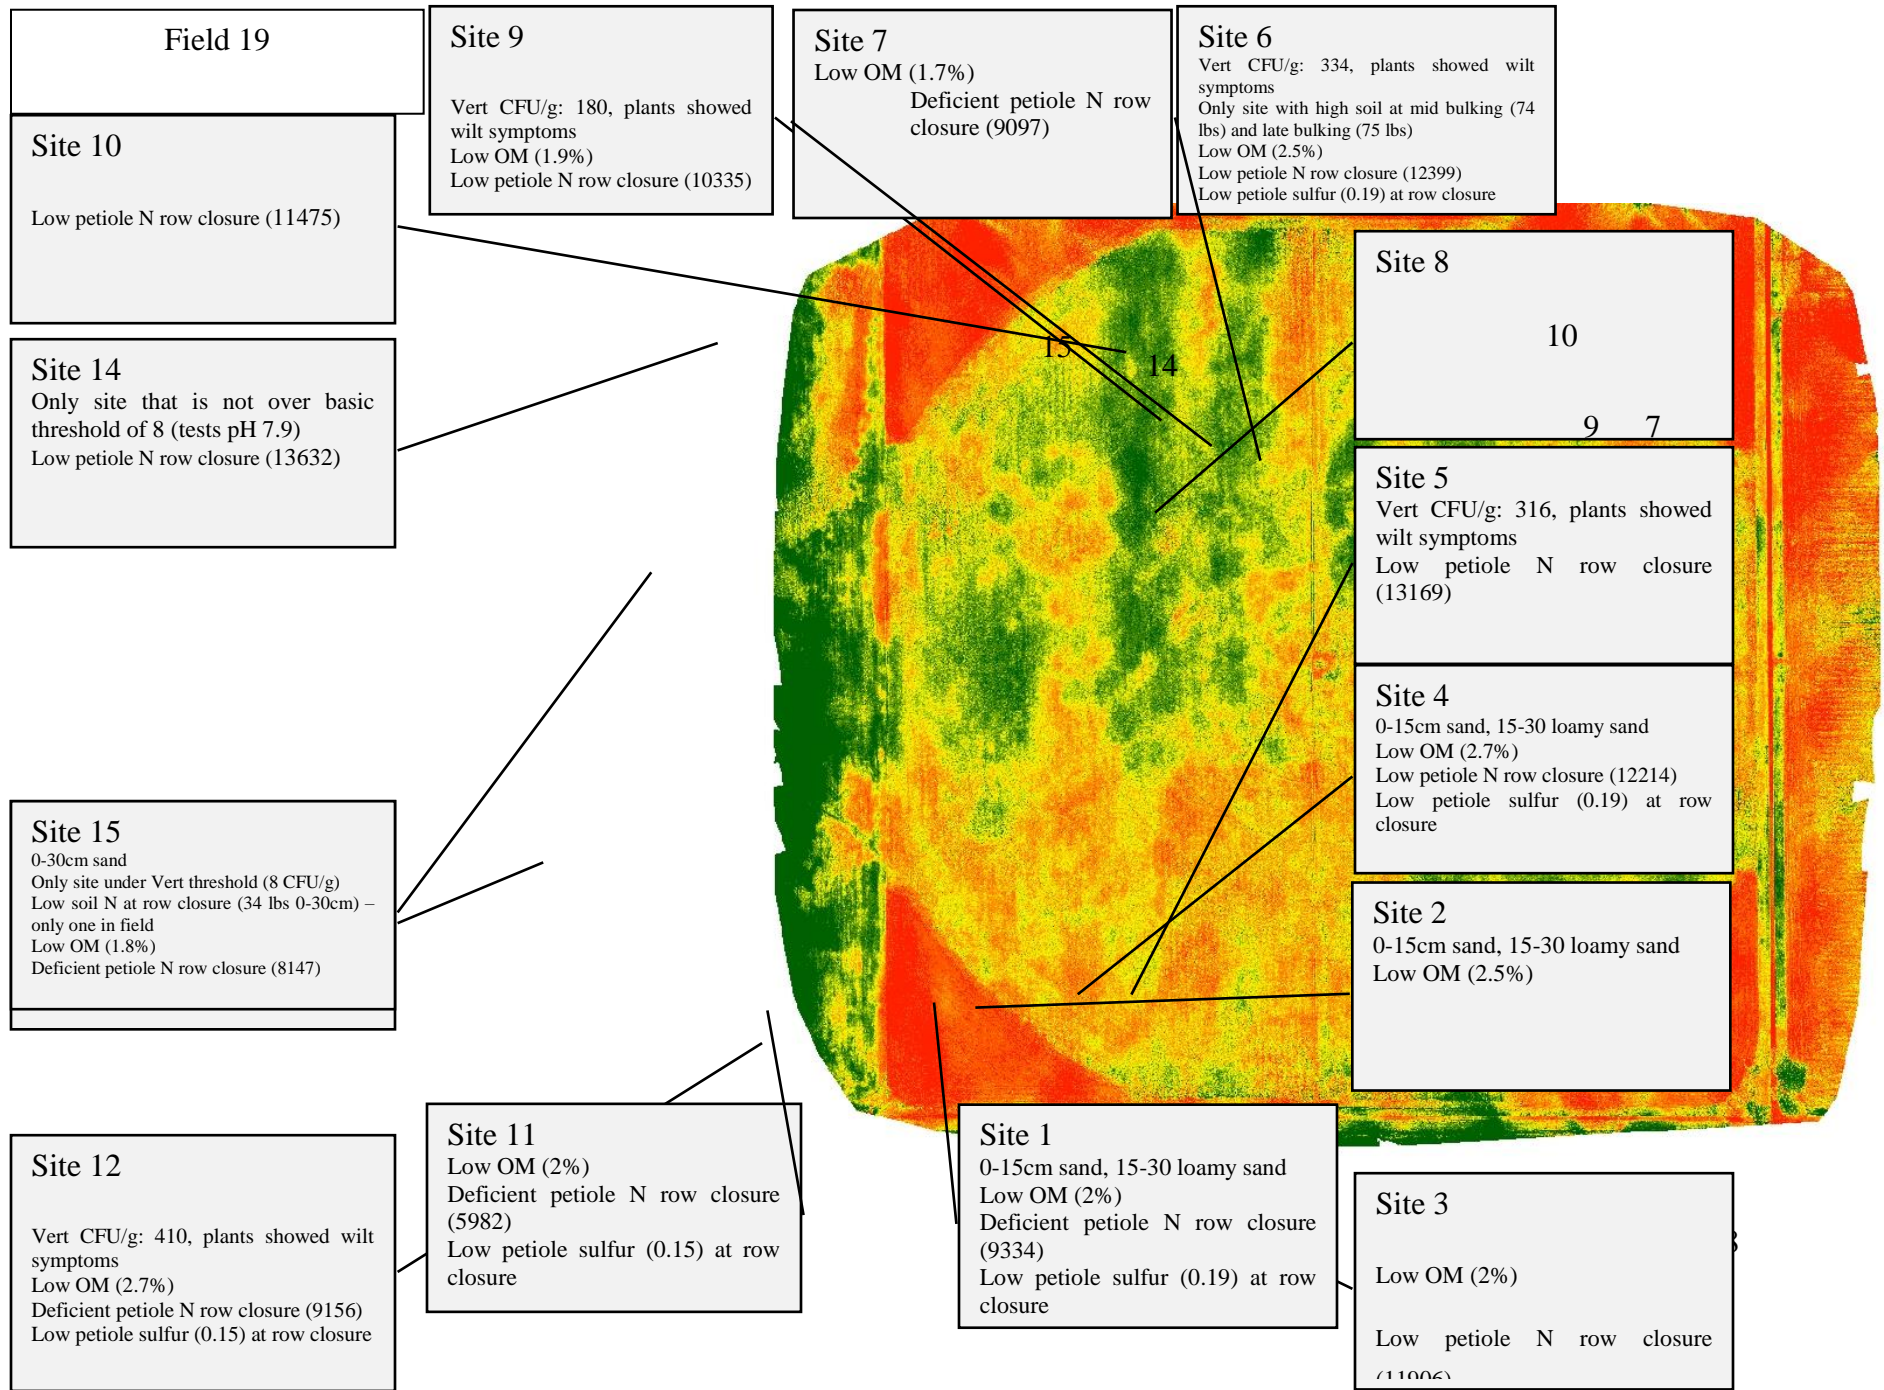 Field 19
Site 10
Low petiole N row closure (11475)
Site 14
Only site that is not over basic
threshold of 8 (tests pH 7.9)
Low petiole N row closure (13632)
Site 15
0-30cm sand
Only site under Vert threshold (8 CFU/g)
Low soil N at row closure (34 lbs 0-30cm) –
only one in field
Low OM (1.8%)
Deficient petiole N row closure (8147)
Site 12
Vert CFU/g: 410, plants showed wilt
symptoms
Low OM (2.7%)
Deficient petiole N row closure (9156)
Low petiole sulfur (0.15) at row closure
Site 9
Vert CFU/g: 180, plants showed
wilt symptoms
Low OM (1.9%)
Low petiole N row closure (10335)
Site 7
Low OM (1.7%)
Deficient petiole N row
closure (9097)
Site 6
Vert CFU/g: 334, plants showed wilt
symptoms
Only site with high soil at mid bulking (74
lbs) and late bulking (75 lbs)
Low OM (2.5%)
Low petiole N row closure (12399)
Low petiole sulfur (0.19) at row closure
15
14
Site 8
10
9 7
Site 5
Vert CFU/g: 316, plants showed
wilt symptoms
Low petiole N row closure
(13169)
Site 4
0-15cm sand, 15-30 loamy sand
Low OM (2.7%)
Low petiole N row closure (12214)
Low petiole sulfur (0.19) at row
closure
Site 2
0-15cm sand, 15-30 loamy sand
Low OM (2.5%)
Site 11
Low OM (2%)
Deficient petiole N row closure
(5982)
Low petiole sulfur (0.15) at row
closure
Site 1
0-15cm sand, 15-30 loamy sand
Low OM (2%)
Deficient petiole N row closure
(9334)
Low petiole sulfur (0.19) at row
closure
Site 3
Low OM (2%)
Low petiole N row closure
(11906)